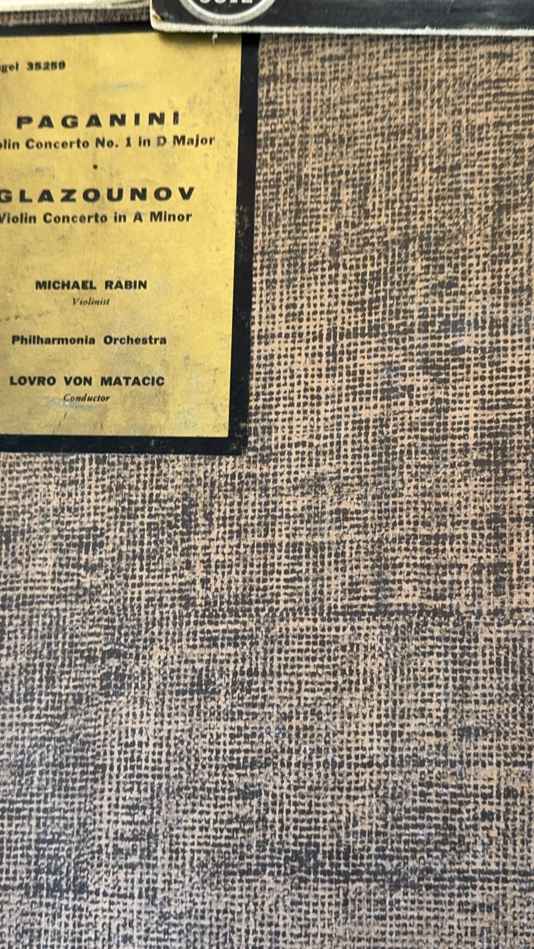 gel 35259
PAGANINI
olin Concerto No. 1 in D Major
GLAZOUNOV
Violin Concerto in A Minor
MICHAEL RABIN
Violinist
Philharmonia Orchestra
LOVRO VON MATACIC
Conductor